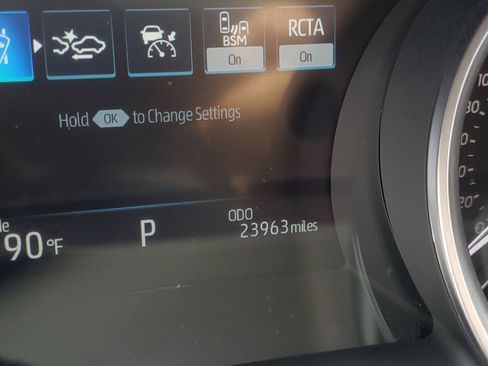 BSM
On
RCTA
On
Hold OK to Change Settings
90 °F
P
ODO
23963 miles